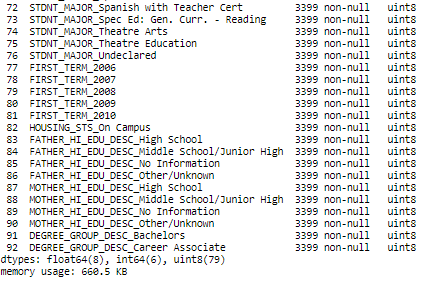 72 STDNT_MAJOR_Spanish with Teacher Cert 3399 non-null uint8
73 STDNT_MAJOR_Spec Ed: Gen. Curr. - Reading 3399 non-null uint8
74 STDNT_MAJOR_Theatre Arts 3399 non-null uint8
75 STDNT_MAJOR_Theatre Education 3399 non-null uint8
76 STDNT_MAJOR_Undeclared 3399 non-null uint8
77 FIRST_TERM_2006 3399 non-null uint8
78 FIRST_TERM_2007 3399 non-null uint8
79 FIRST_TERM_2008 3399 non-null uint8
80 FIRST_TERM_2009 3399 non-null uint8
81 FIRST_TERM_2010 3399 non-null uint8
82 HOUSING_STS_On Campus 3399 non-null uint8
83 FATHER_HI_EDU_DESC_High School 3399 non-null uint8
84 FATHER_HI_EDU_DESC_Middle School/Junior High 3399 non-null uint8
85 FATHER_HI_EDU_DESC_No Information 3399 non-null uint8
86 FATHER_HI_EDU_DESC_Other/Unknown 3399 non-null uint8
87 MOTHER_HI_EDU_DESC_High School 3399 non-null uint8
88 MOTHER_HI_EDU_DESC_Middle School/Junior High 3399 non-null uint8
89 MOTHER_HI_EDU_DESC_No Information 3399 non-null uint8
90 MOTHER_HI_EDU_DESC_Other/Unknown 3399 non-null uint8
91 DEGREE_GROUP_DESC_Bachelors 3399 non-null uint8
92 DEGREE_GROUP_DESC_Career Associate 3399 non-null uint8
dtypes: float64(8), int64(6), uint8(79)
memory usage: 660.5 KB